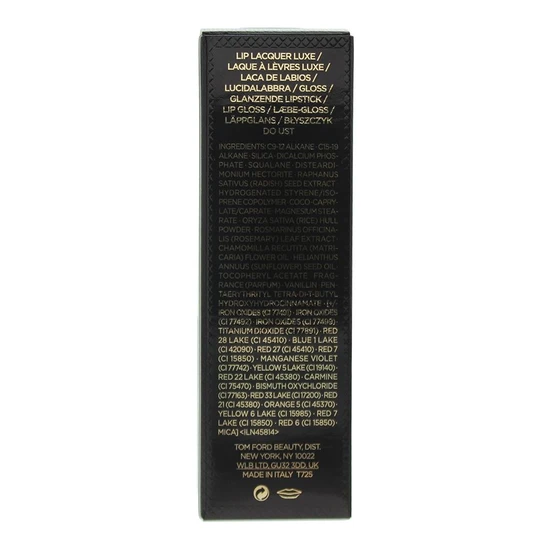 LIP LACQUER LUXE /
LAQUE À LÈVRES LUXE /
LACA DE LABIOS /
LUCIDALABBRA / GLOSS /
GLANZENDE LIPSTICK /
LIP GLOSS / LÆBE-GLOSS /
LÄPPGLANS / BŁYSZCZYK
DO UST
INGREDIENTS: C9-12 ALKANE · C15-19
ALKANE · SILICA · DICALCIUM PHOS-
PHATE · SQUALANE · DISTEARDI-
MONIUM HECTORITE · RAPHANUS
SATIVUS (RADISH) SEED EXTRACT ·
HYDROGENATED STYRENE/ISO-
PRENE COPOLYMER · COCO-CAPRY-
LATE/CAPRATE · MAGNESIUM STEA-
RATE · ORYZA SATIVA (RICE) HULL
POWDER · ROSMARINUS OFFICINA-
LIS (ROSEMARY) LEAF EXTRACT ·
CHAMOMILLA RECUTITA (MATRI-
CARIA) FLOWER OIL · HELIANTHUS
ANNUUS (SUNFLOWER) SEED OIL ·
TOCOPHERYL ACETATE · FRAG-
RANCE (PARFUM) · VANILLIN · PEN-
TAERYTHRITYL TETRA-DI-T-BUTYL
HYDROXYHYDROCINNAMATE · [+/-
IRON OXIDES (CI 77491) · IRON OXIDES
(CI 77492) · IRON OXIDES (CI 77499) ·
TITANIUM DIOXIDE (CI 77891) · RED
28 LAKE (CI 45410) · BLUE 1 LAKE
(CI 42090) · RED 27 (CI 45410) · RED 7
(CI 15850) · MANGANESE VIOLET
(CI 77742) · YELLOW 5 LAKE (CI 19140) ·
RED 22 LAKE (CI 45380) · CARMINE
(CI 75470) · BISMUTH OXYCHLORIDE
(CI 77163) · RED 33 LAKE (CI 17200) · RED
21 (CI 45380) · ORANGE 5 (CI 45370) ·
YELLOW 6 LAKE (CI 15985) · RED 7
LAKE (CI 15850) · RED 6 (CI 15850) ·
MICA] <ILN45814>
TOM FORD BEAUTY, DIST.
NEW YORK, NY 10022
WLB LTD, GU32 3DD, UK
MADE IN ITALY T725